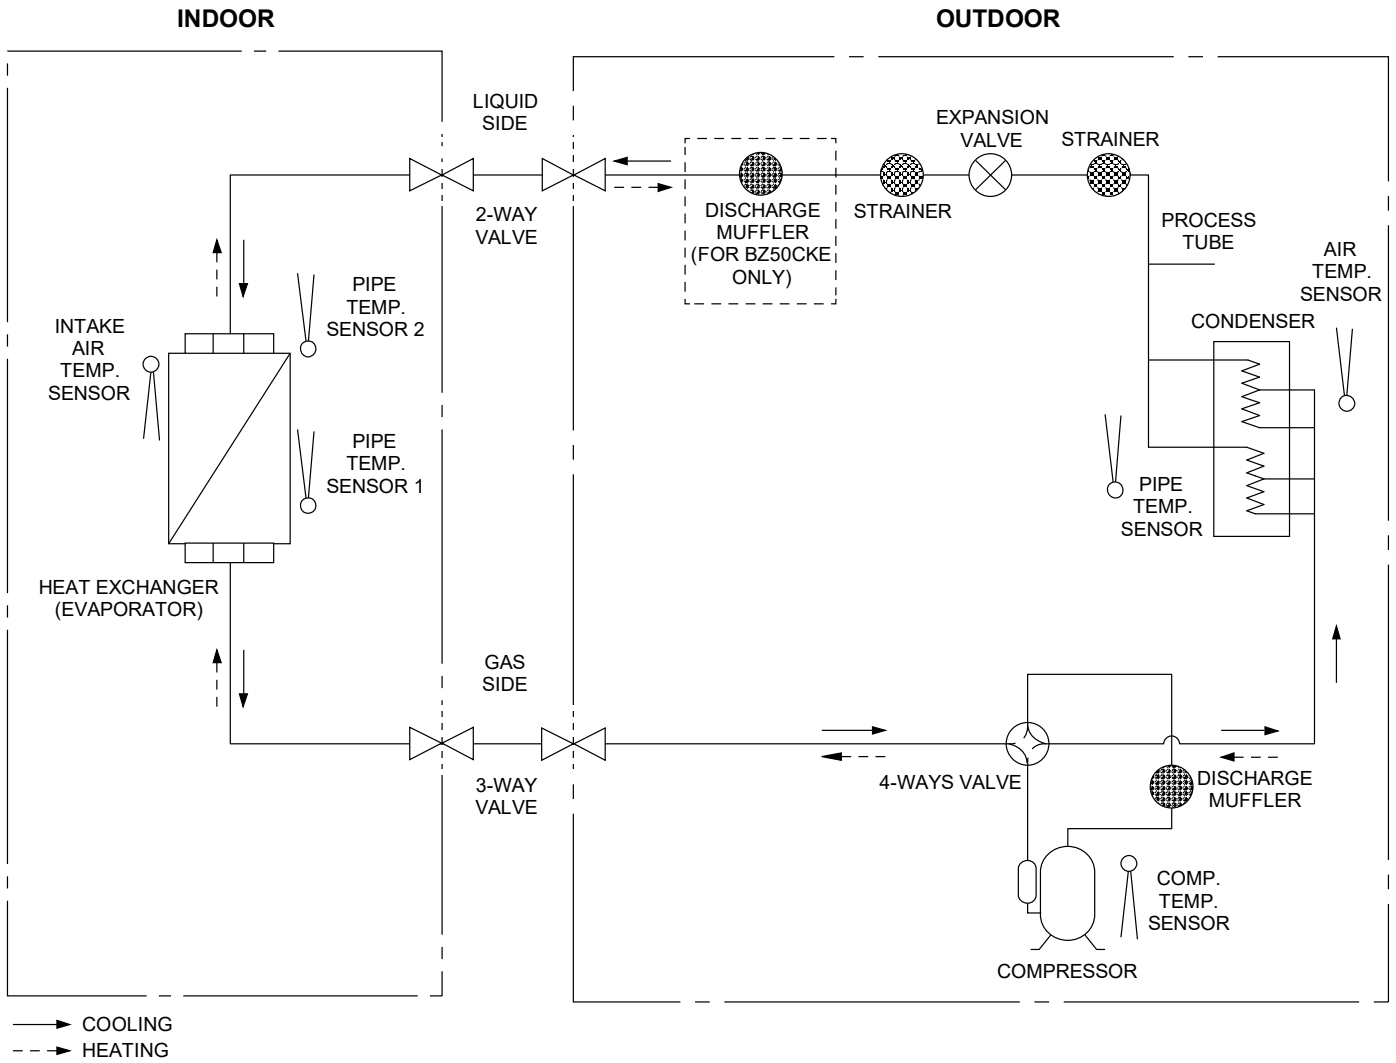 INDOOR
OUTDOOR
LIQUID
SIDE
EXPANSION
VALVE
STRAINER
2-WAY
VALVE
DISCHARGE
MUFFLER
(FOR BZ50CKE
ONLY)
STRAINER
PROCESS
TUBE
AIR
TEMP.
SENSOR
PIPE
TEMP.
SENSOR 2
INTAKE
AIR
TEMP.
SENSOR
CONDENSER
PIPE
TEMP.
SENSOR 1
PIPE
TEMP.
SENSOR
HEAT EXCHANGER
(EVAPORATOR)
GAS
SIDE
3-WAY
VALVE
4-WAYS VALVE
DISCHARGE
MUFFLER
COMP.
TEMP.
SENSOR
COMPRESSOR
COOLING
HEATING